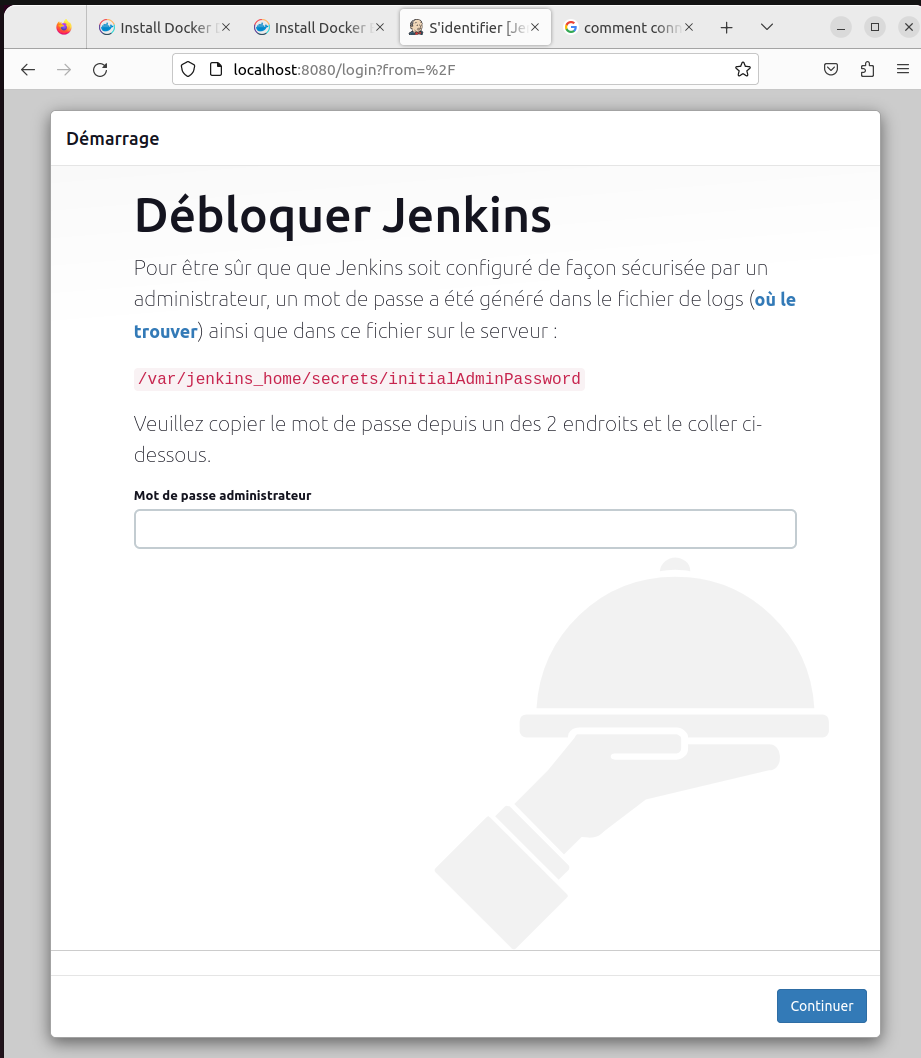 Install Docker
Install Docker
S'identifier [Je
comment conn
localhost:8080/login?from=%2F
Démarrage
Débloquer Jenkins
Pour être sûr que que Jenkins soit configuré de façon sécurisée par un
administrateur, un mot de passe a été généré dans le fichier de logs (où le
trouver) ainsi que dans ce fichier sur le serveur :
/var/jenkins_home/secrets/initialAdminPassword
Veuillez copier le mot de passe depuis un des 2 endroits et le coller ci-
dessous.
Mot de passe administrateur
Continuer